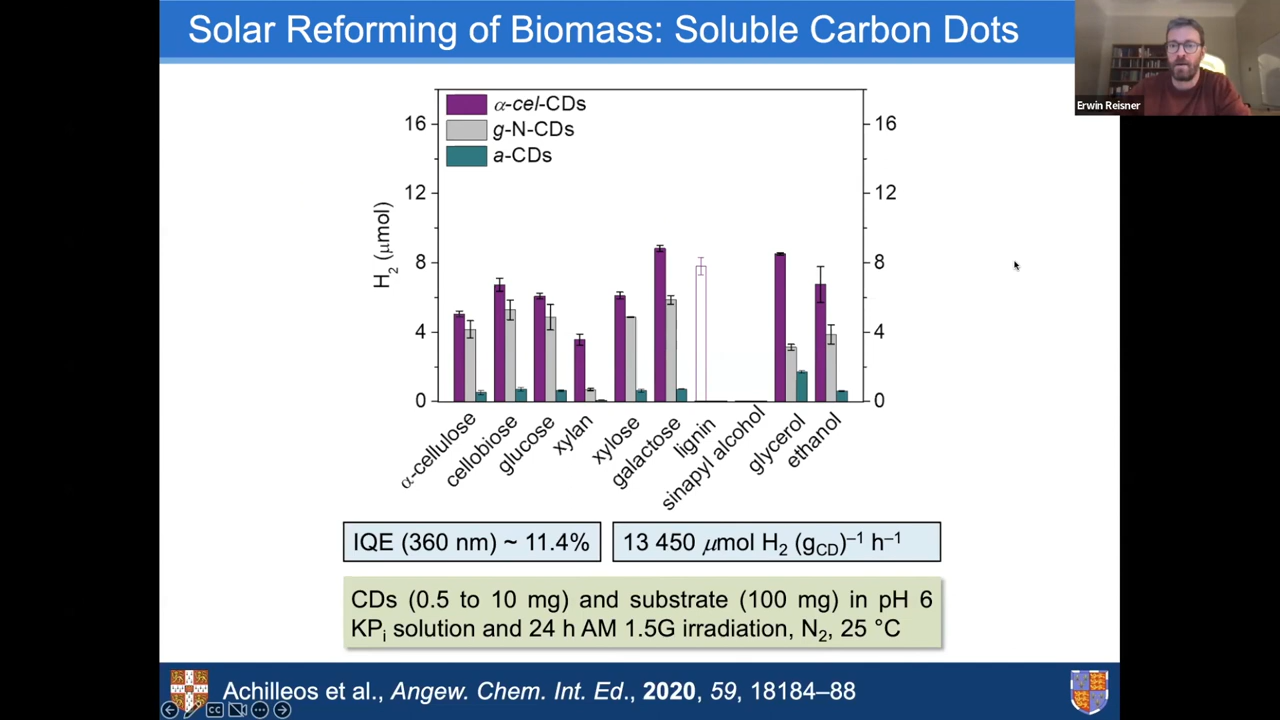 Solar Reforming of Biomass: Soluble Carbon Dots
Erwin Reisner
α-cel-CDs
g-N-CDs
a-CDs
H₂ (μmol)
16
12
8
4
0
16
12
8
4
0
α-cellulose
cellobiose
glucose
xylan
xylose
galactose
lignin
sinapyl alcohol
glycerol
ethanol
IQE (360 nm) ~ 11.4%
13 450 μmol H₂ (g_CD)⁻¹ h⁻¹
CDs (0.5 to 10 mg) and substrate (100 mg) in pH 6
KPᵢ solution and 24 h AM 1.5G irradiation, N₂, 25 °C
Achilleos et al., Angew. Chem. Int. Ed., 2020, 59, 18184–88
CC